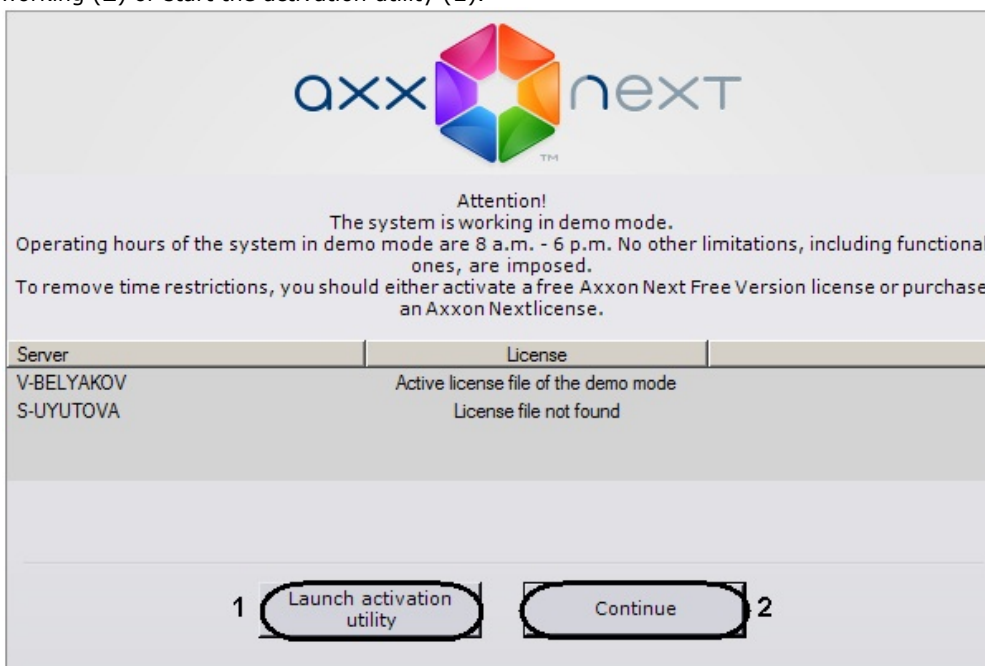 working (2) or start the activation utility (1).
axxnext
TM
Attention!
The system is working in demo mode.
Operating hours of the system in demo mode are 8 a.m. - 6 p.m. No other limitations, including functional
ones, are imposed.
To remove time restrictions, you should either activate a free Axxon Next Free Version license or purchase
an Axxon Nextlicense.
Server License
V-BELYAKOV Active license file of the demo mode
S-UYUTOVA License file not found
1 Launch activation utility Continue 2